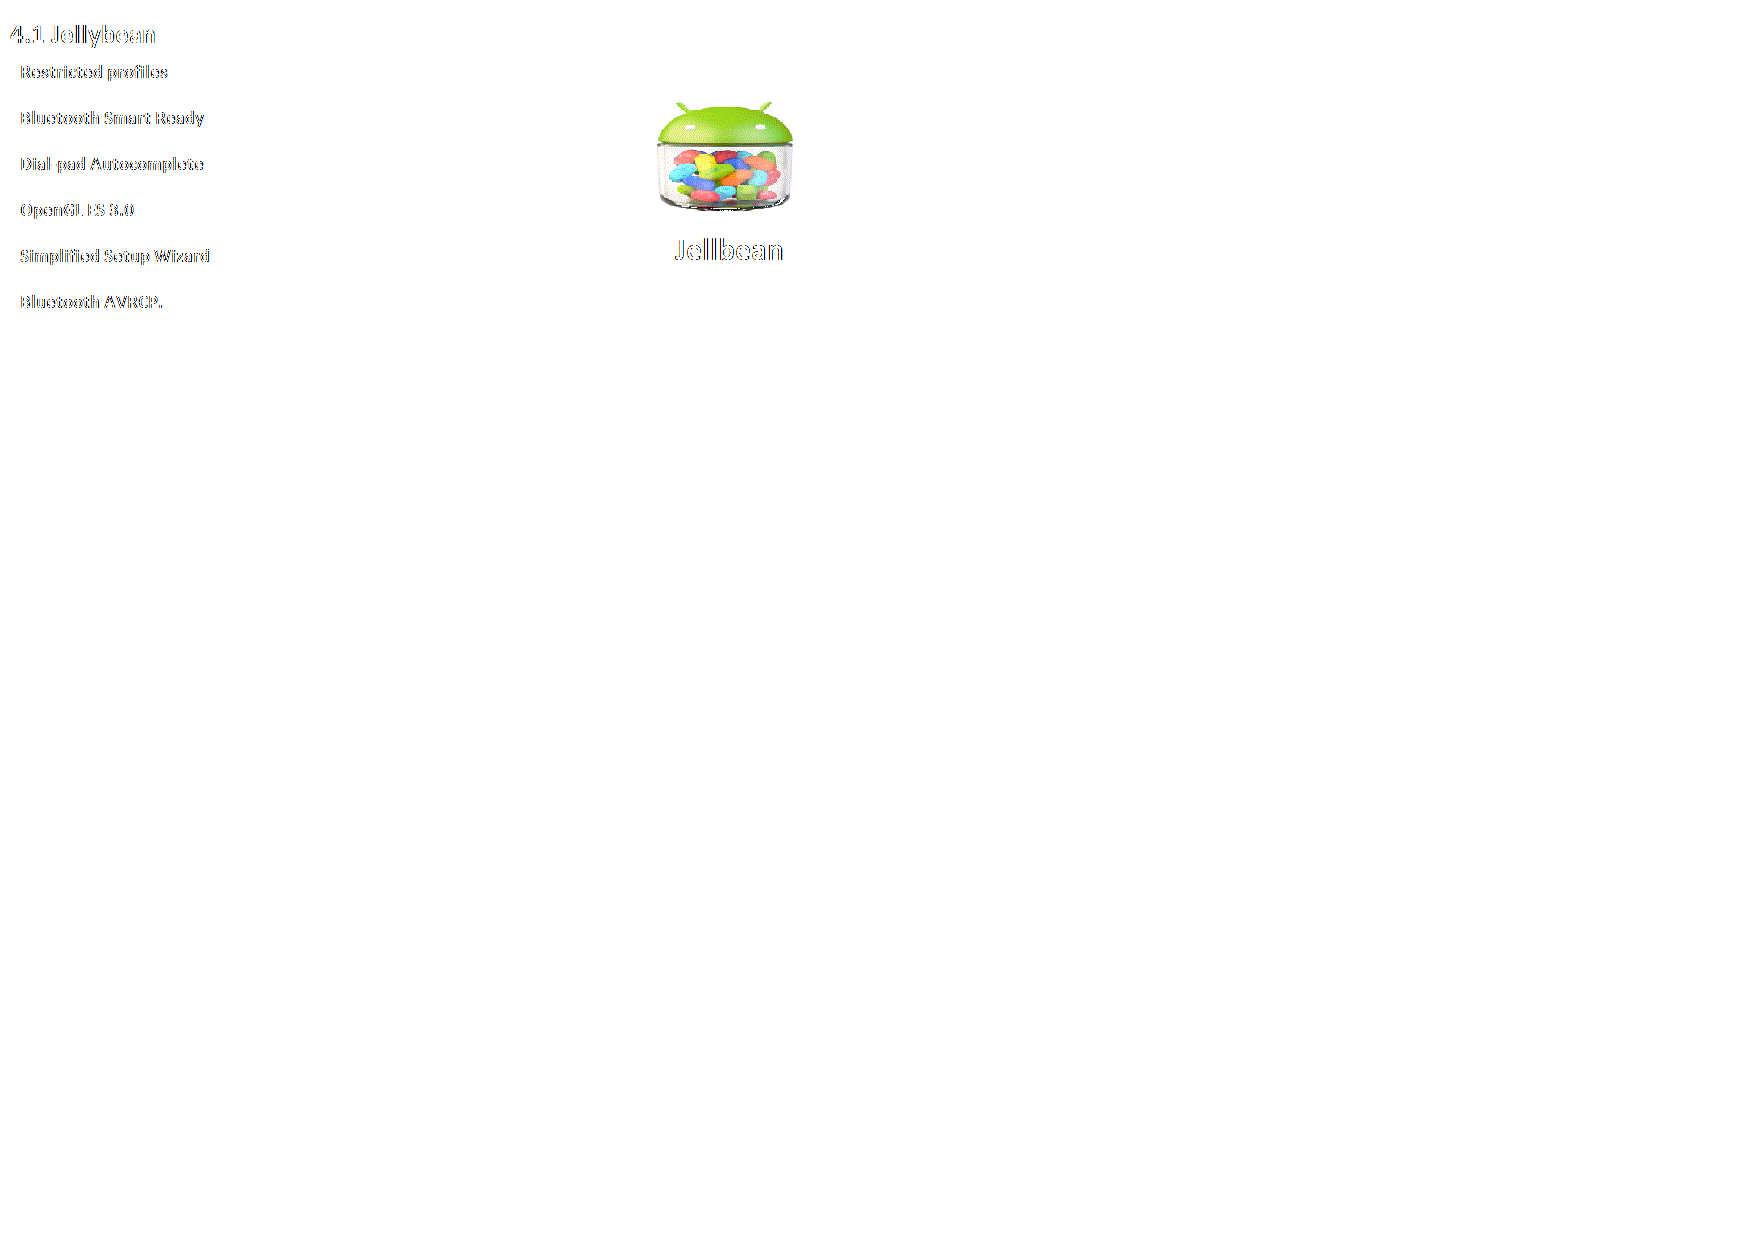 4.1 Jellybean
Restricted profiles
Bluetooth Smart Ready
Dial-pad Autocomplete
OpenGL ES 3.0
Simplified Setup Wizard
Bluetooth AVRCP.
Jellbean